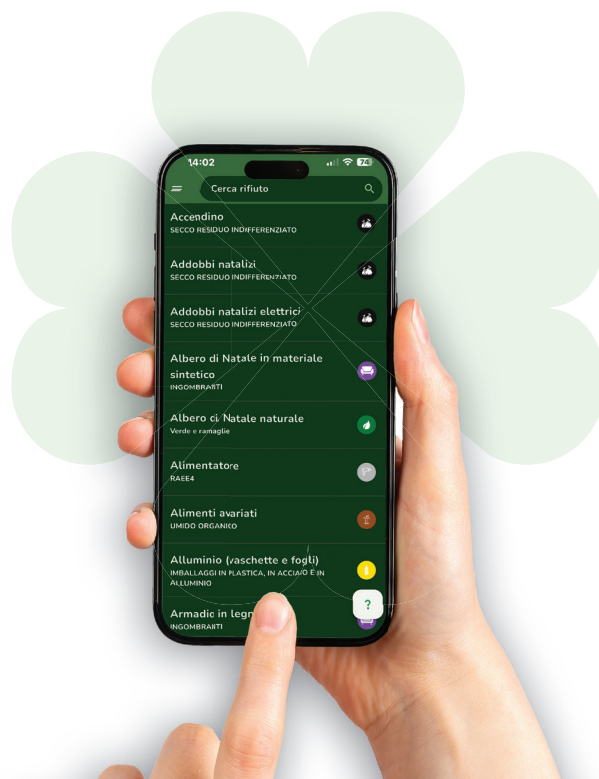 14:02
74
Cerca rifiuto
Accendino
SECCO RESIDUO INDIFFERENZIATO
Addobbi natalizi
SECCO RESIDUO INDIFFERENZIATO
Addobbi natalizi elettrici
SECCO RESIDUO INDIFFERENZIATO
Albero di Natale in materiale
sintetico
INGOMBRANTI
Albero di Natale naturale
Verde e ramaglie
Alimentatore
RAEE4
Alimenti avariati
UMIDO ORGANICO
Alluminio (vaschette e fogli)
IMBALLAGGI IN PLASTICA, IN ACCIAIO E IN
ALLUMINIO
?
Armadio in
INGOMBRANTI